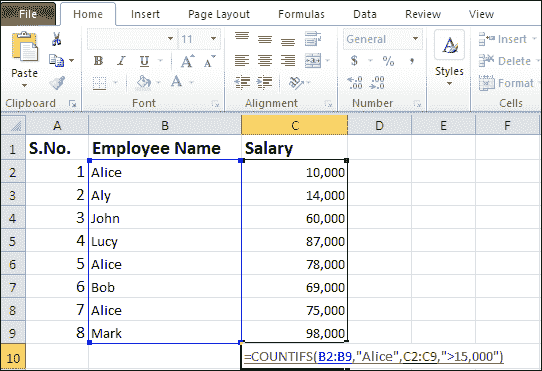 File Home Insert Page Layout Formulas Data Review View
Paste
B I U
11
A A
A
General
$ % ,
A
Styles
Insert
Delete
Format
Clipboard Font Alignment Number Cells
A B C D E F
1 S.No. Employee Name Salary
2 1 Alice 10,000
3 2 Aly 14,000
4 3 John 60,000
5 4 Lucy 87,000
6 5 Alice 78,000
7 6 Bob 69,000
8 7 Alice 75,000
9 8 Mark 98,000
10 =COUNTIFS(B2:B9,"Alice",C2:C9,">15,000")